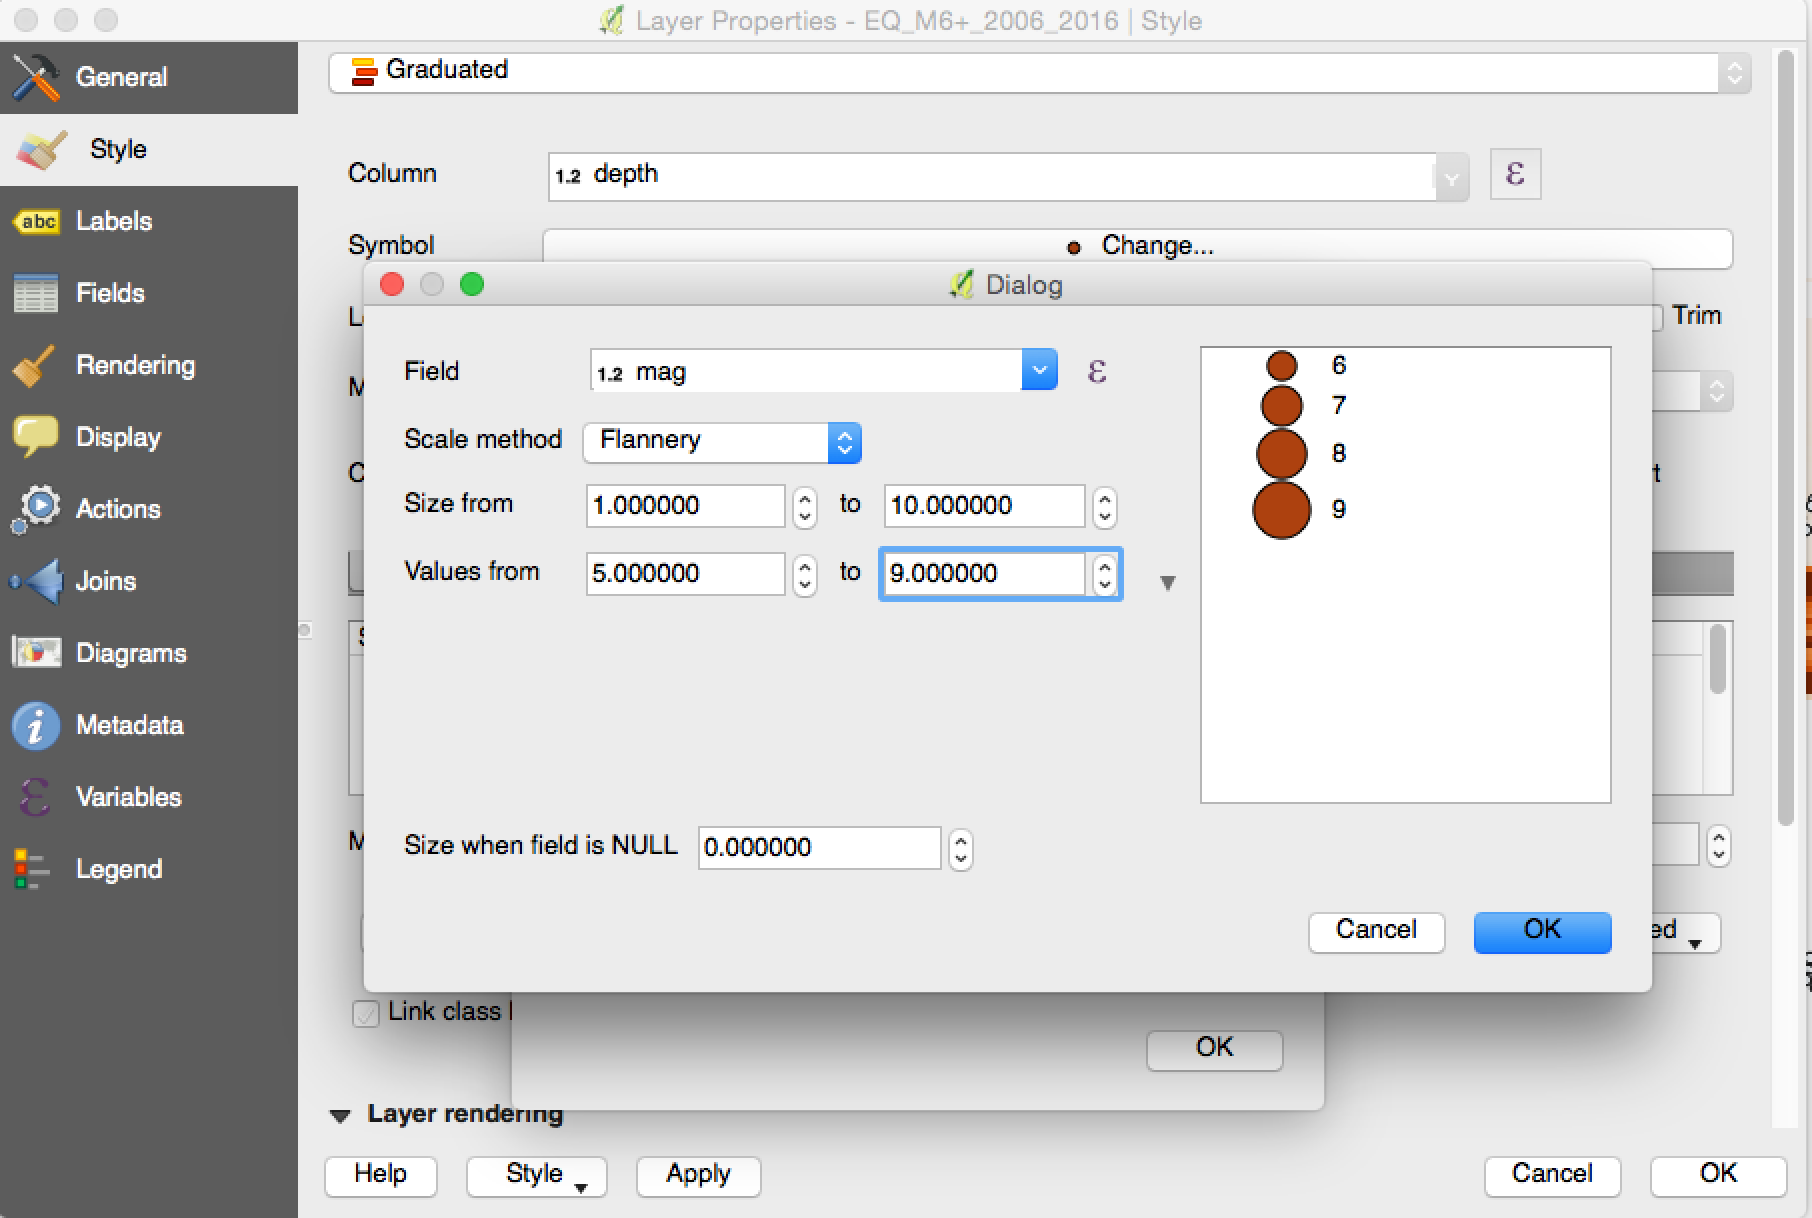 Layer Properties - EQ_M6+_2006_2016 | Style
General
Style
Labels
Fields
Rendering
Display
Actions
Joins
Diagrams
Metadata
Variables
Legend
Graduated
Column 1.2 depth ε
Symbol Change...
Trim
Dialog
Field 1.2 mag ε
Scale method Flannery
Size from 1.000000 to 10.000000
Values from 5.000000 to 9.000000
6
7
8
9
Size when field is NULL 0.000000
Cancel OK
Link class
OK
Layer rendering
Help Style Apply Cancel OK